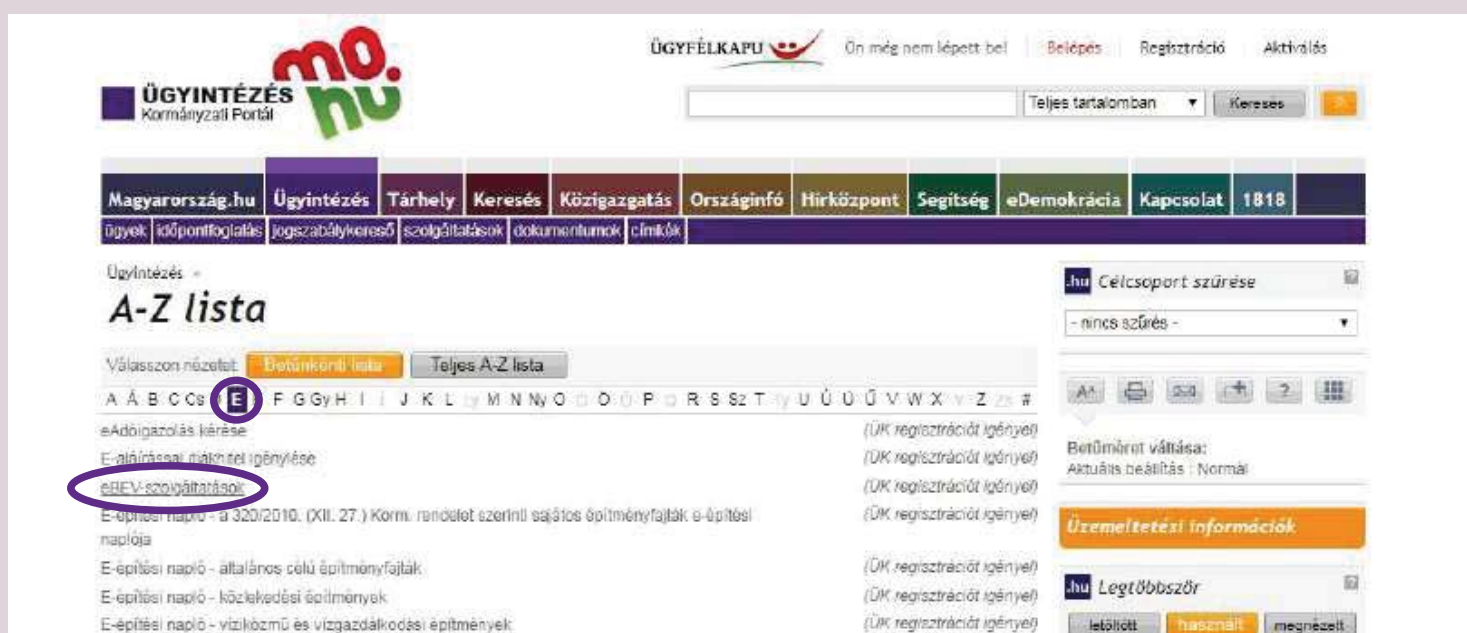 mo.
hu
ÜGYINTÉZÉS
Kormányzati Portál
ÜGYFÉLKAPU
Ön még nem lépett be!
Belépés
Regisztráció
Aktiválás
Teljes tartalomban
Keresés
Magyarország.hu Ügyintézés Tárhely Keresés Közigazgatás Országinfó Hírközpont Segítség eDemokrácia Kapcsolat 1818
ügyek időpontfoglalás jogszabálykereső szolgáltatások dokumentumok címkék
Ügyintézés
A-Z lista
Válasszon nézetet: Betűnkénti lista Teljes A-Z lista
A Á B C Cs D E F G Gy H I J K L M N Ny O Ó P R S Sz T U Ú Ü Ű V W X Y Z Zs #
eAdóigazolás kérése (ÜK regisztrációt igényel)
E-aláírással diákhitel igénylése (ÜK regisztrációt igényel)
eBEV-szolgáltatások (ÜK regisztrációt igényel)
E-építési napló - a 320/2010. (XII. 27.) Korm. rendelet szerinti sajátos építményfajták e-építési (ÜK regisztrációt igényel)
naplója
E-építési napló - általános célú építményfajták (ÜK regisztrációt igényel)
E-építési napló - közlekedési építmények (ÜK regisztrációt igényel)
E-építési napló - víziközmű és vízgazdálkodási építmények (ÜK regisztrációt igényel)
.hu Célcsoport szűrése
- nincs szűrés -
A^
?
Betűméret váltása:
Aktuális beállítás : Normál
Üzemeltetési információk
.hu Legtöbbször
letöltött használt megnézett